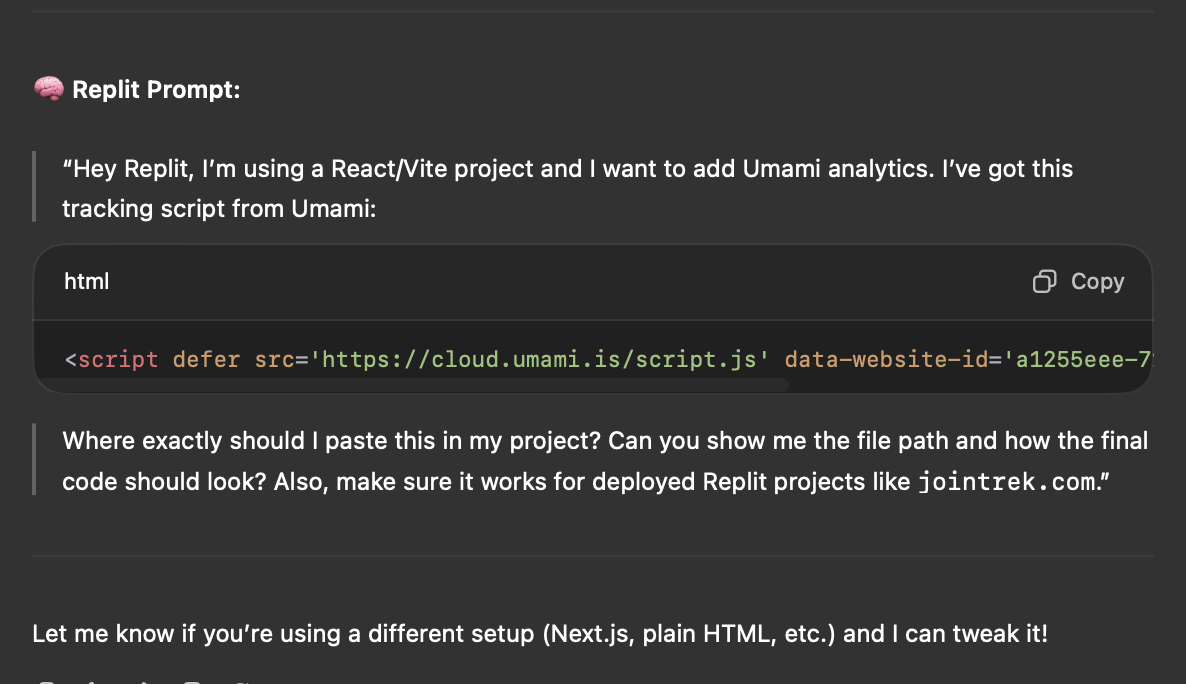 🧠 Replit Prompt:
“Hey Replit, I’m using a React/Vite project and I want to add Umami analytics. I’ve got this
tracking script from Umami:
html
Copy
<script defer src='https://cloud.umami.is/script.js' data-website-id='a1255eee-7
Where exactly should I paste this in my project? Can you show me the file path and how the final
code should look? Also, make sure it works for deployed Replit projects like jointrek.com.”
Let me know if you’re using a different setup (Next.js, plain HTML, etc.) and I can tweak it!